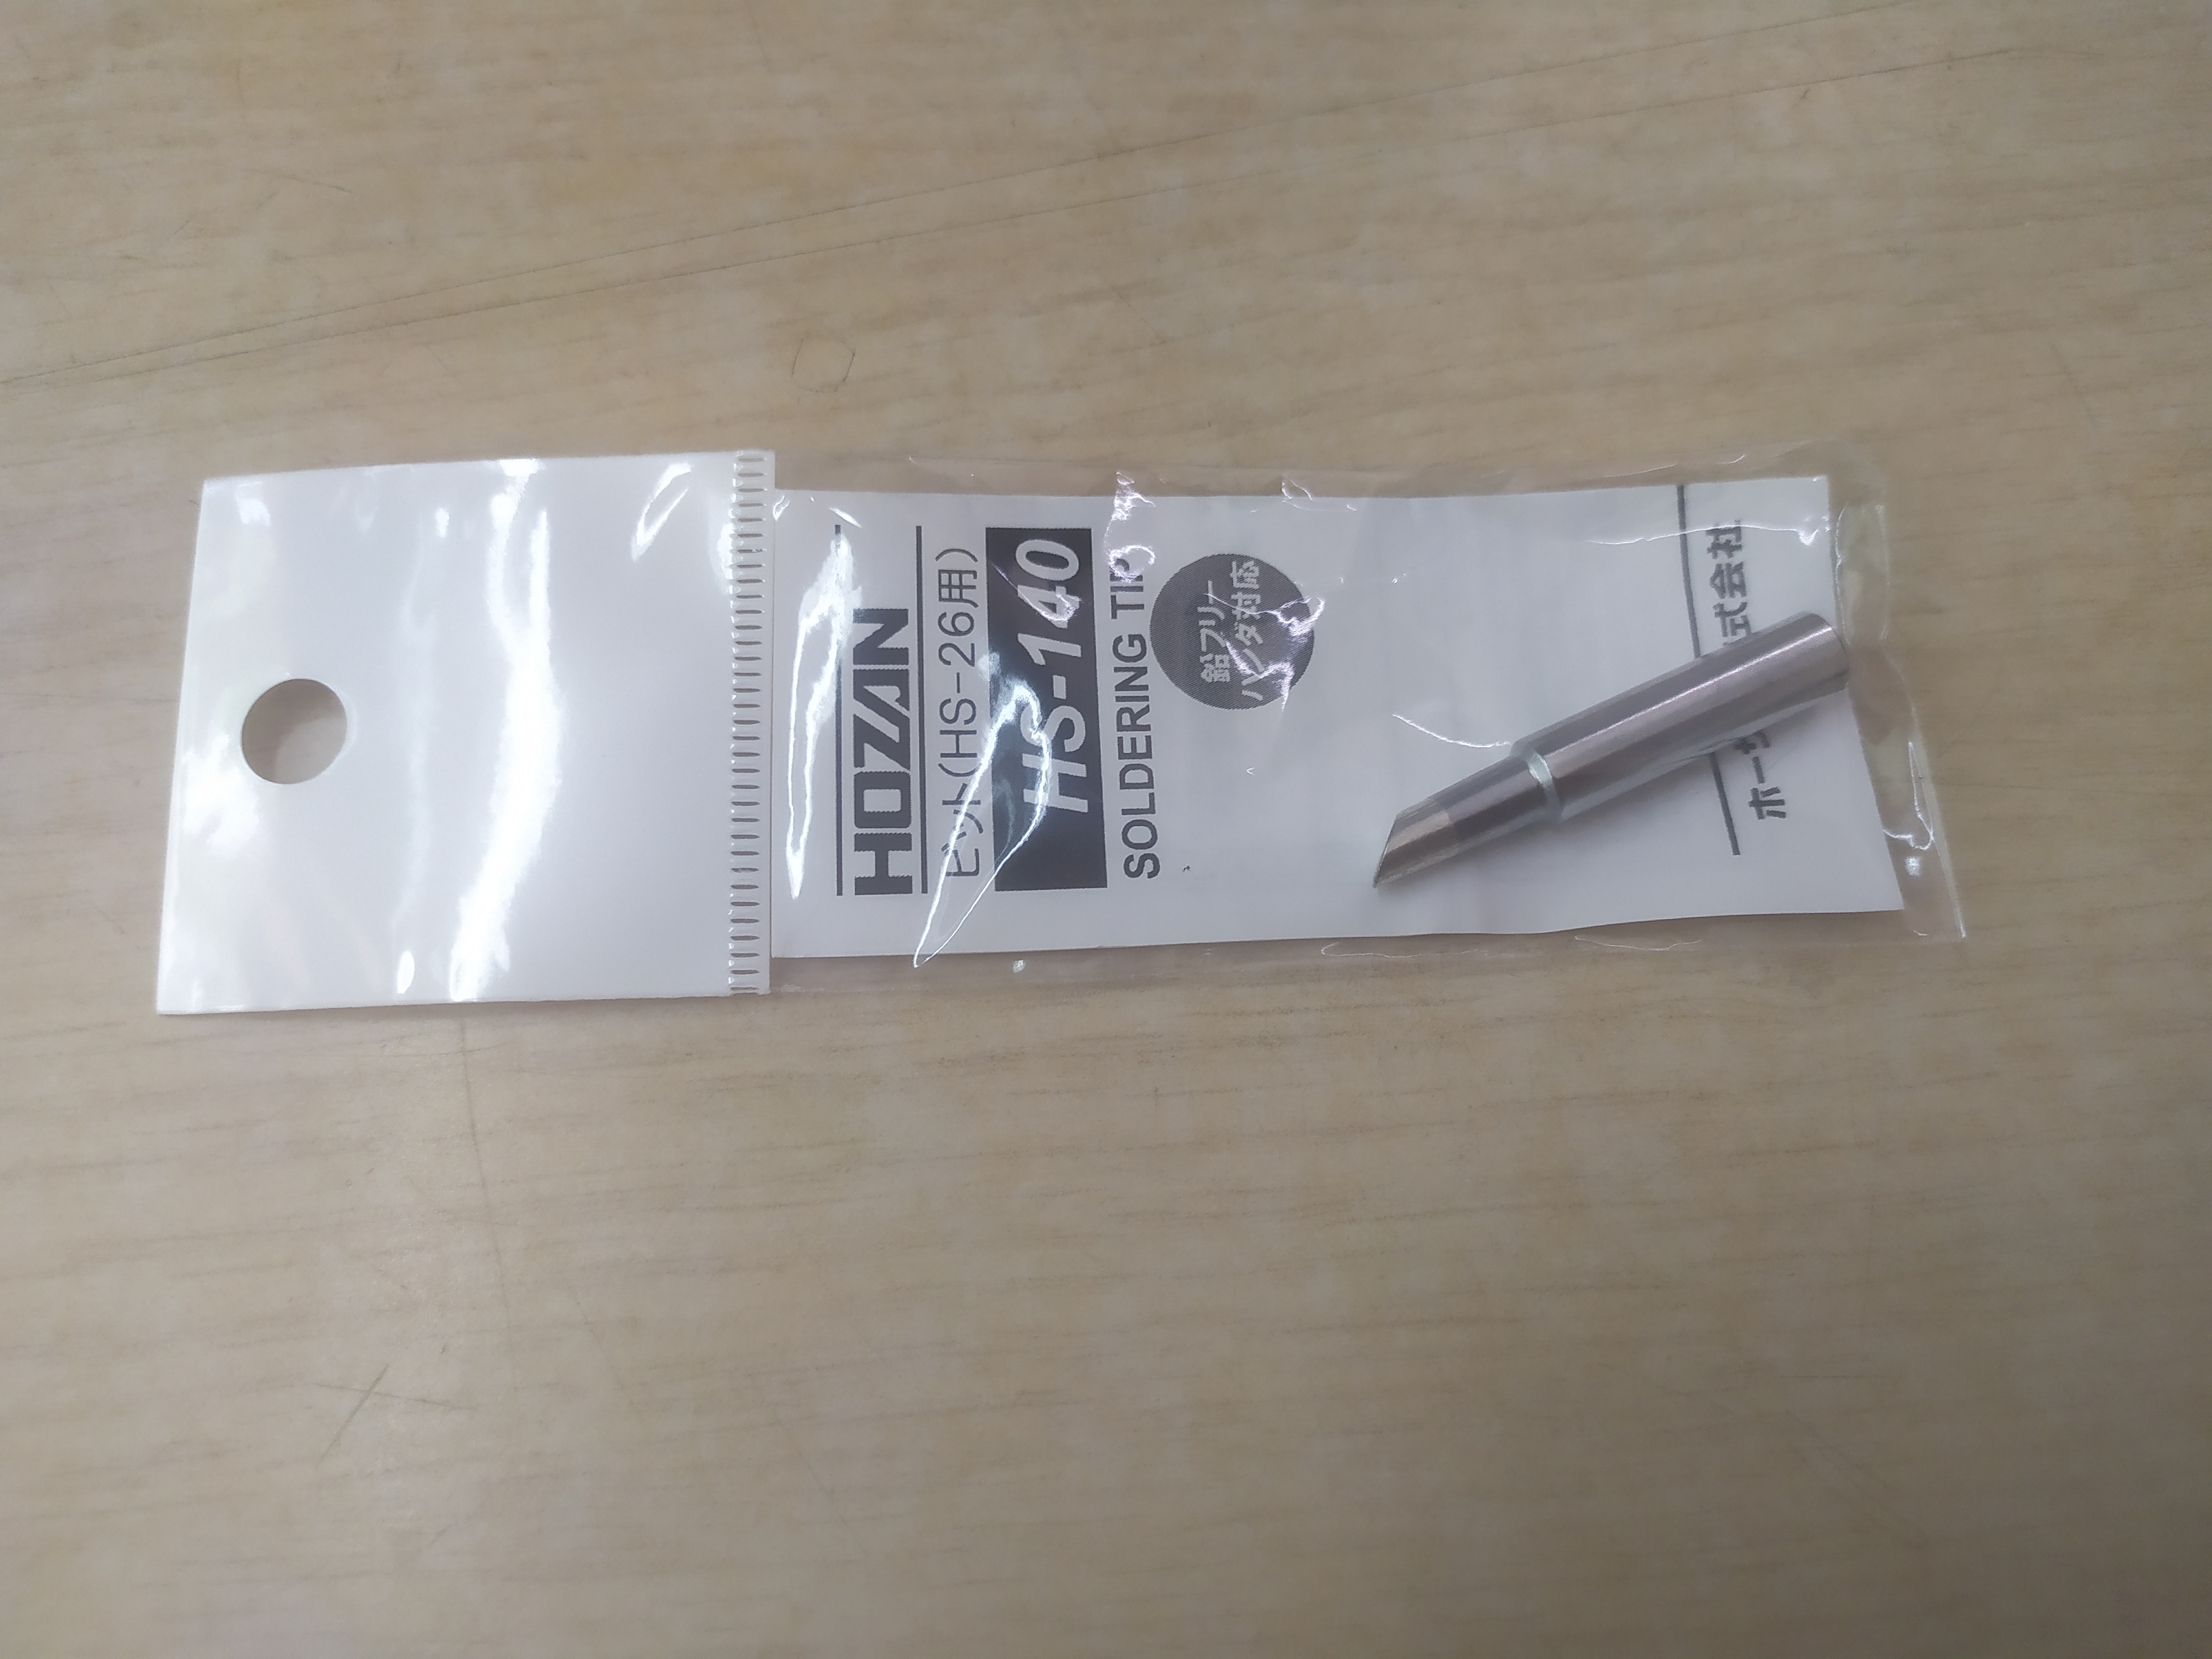 HOZAN
ビット(HS-26用)
HS-140
SOLDERING TIP
鉛フリー
ハンダ対応